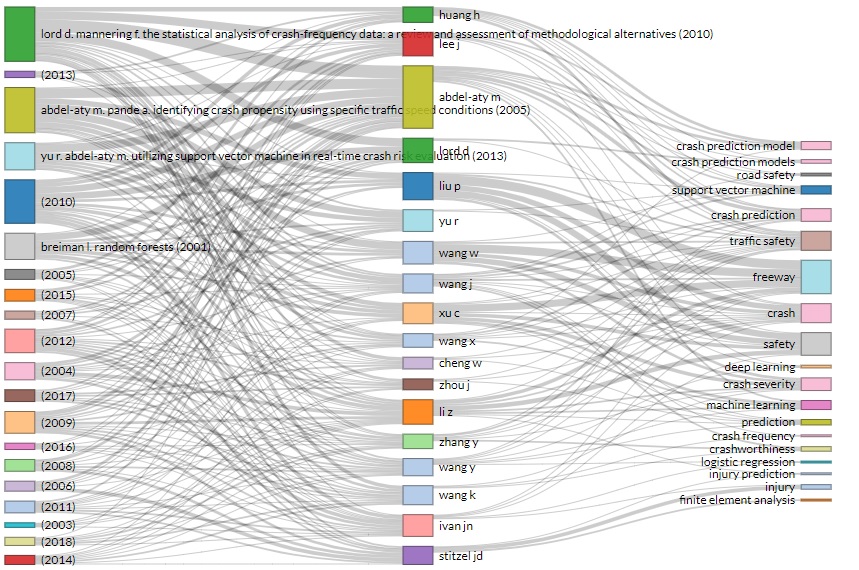 lord d. mannering f. the statistical analysis of crash-frequency data: a review and assessment of methodological alternatives (2010)
(2013)
abdel-aty m. pande a. identifying crash propensity using specific traffic speed conditions (2005)
yu r. abdel-aty m. utilizing support vector machine in real-time crash risk evaluation (2013)
(2010)
breiman l. random forests (2001)
(2005)
(2015)
(2007)
(2012)
(2004)
(2017)
(2009)
(2016)
(2008)
(2006)
(2011)
(2003)
(2018)
(2014)
huang h
lee j
abdel-aty m
lord d
liu p
yu r
wang w
wang j
xu c
wang x
cheng w
zhou j
li z
zhang y
wang y
wang k
ivan jn
stitzel jd
crash prediction model
crash prediction models
road safety
support vector machine
crash prediction
traffic safety
freeway
crash
safety
deep learning
crash severity
machine learning
prediction
crash frequency
crashworthiness
logistic regression
injury prediction
injury
finite element analysis